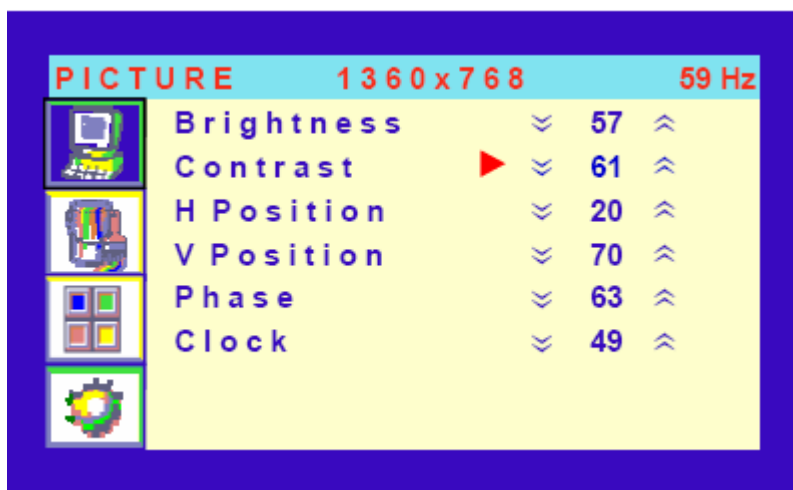 PICTURE 1360x768 59 Hz
Brightness 57
Contrast 61
H Position 20
V Position 70
Phase 63
Clock 49